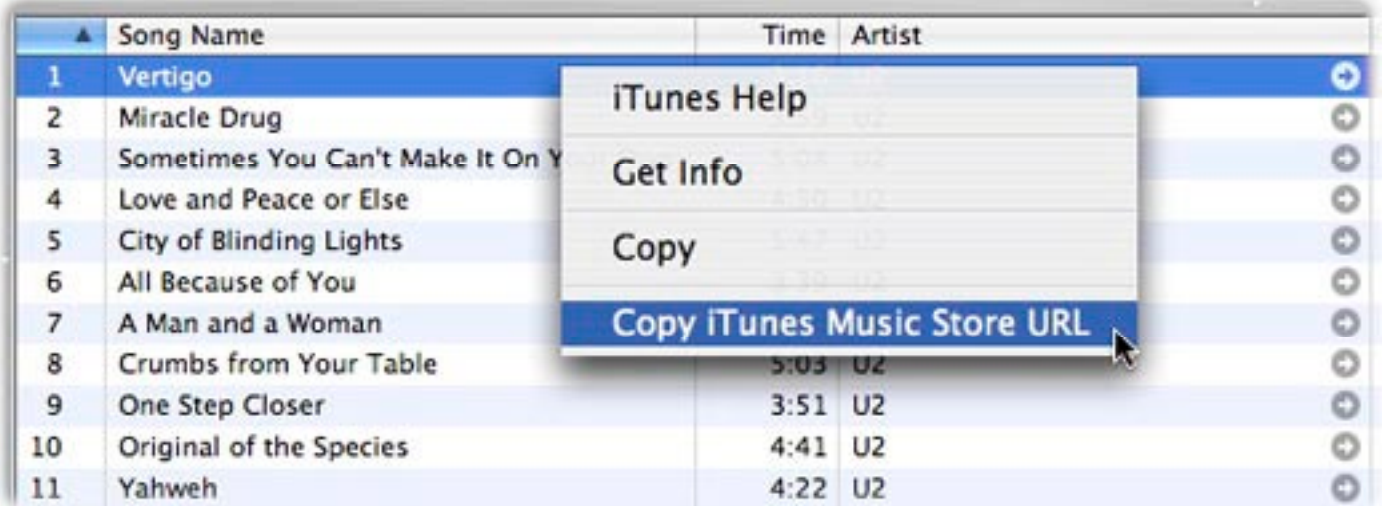 Song Name Time Artist
1 Vertigo
iTunes Help
2 Miracle Drug
3 Sometimes You Can't Make It On Y
Get Info
4 Love and Peace or Else
5 City of Blinding Lights
Copy
6 All Because of You
7 A Man and a Woman
Copy iTunes Music Store URL
8 Crumbs from Your Table 5:03 U2
9 One Step Closer 3:51 U2
10 Original of the Species 4:41 U2
11 Yahweh 4:22 U2